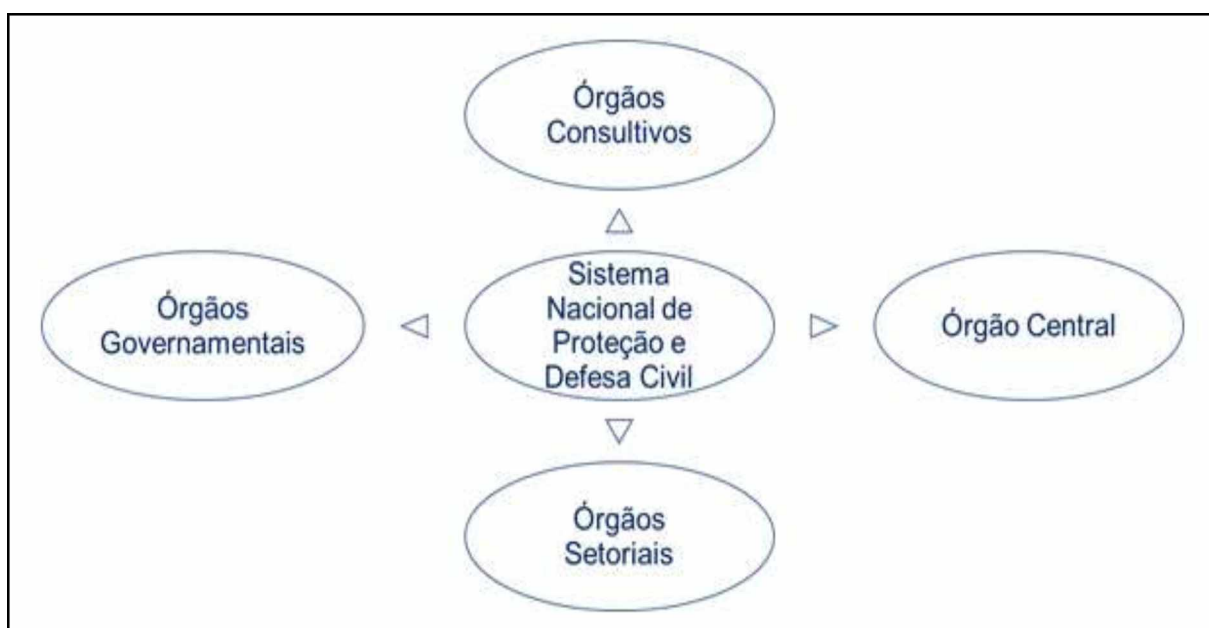 Órgãos
Consultivos
Órgãos
Governamentais
Sistema
Nacional de
Proteção e
Defesa Civil
Órgão Central
Órgãos
Setoriais